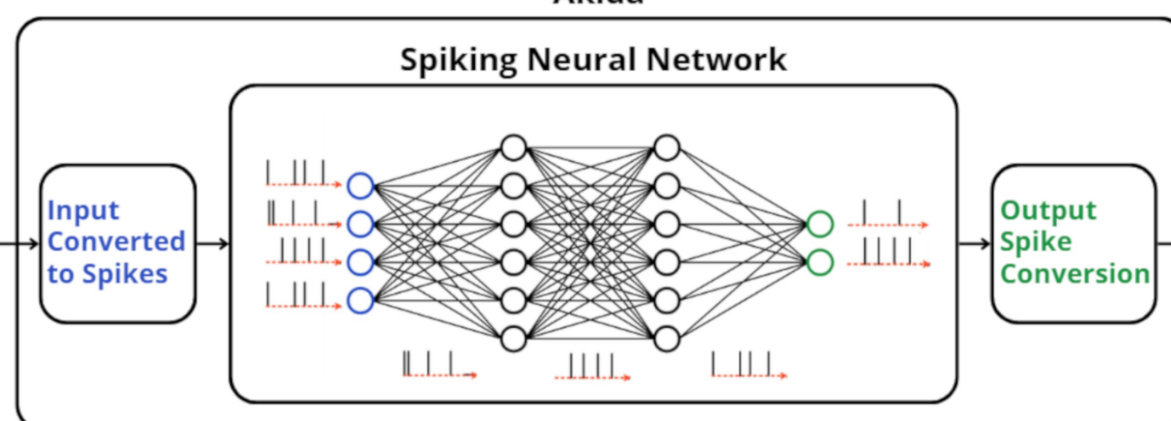 Spiking Neural Network
Input
Converted
to Spikes
Output
Spike
Conversion